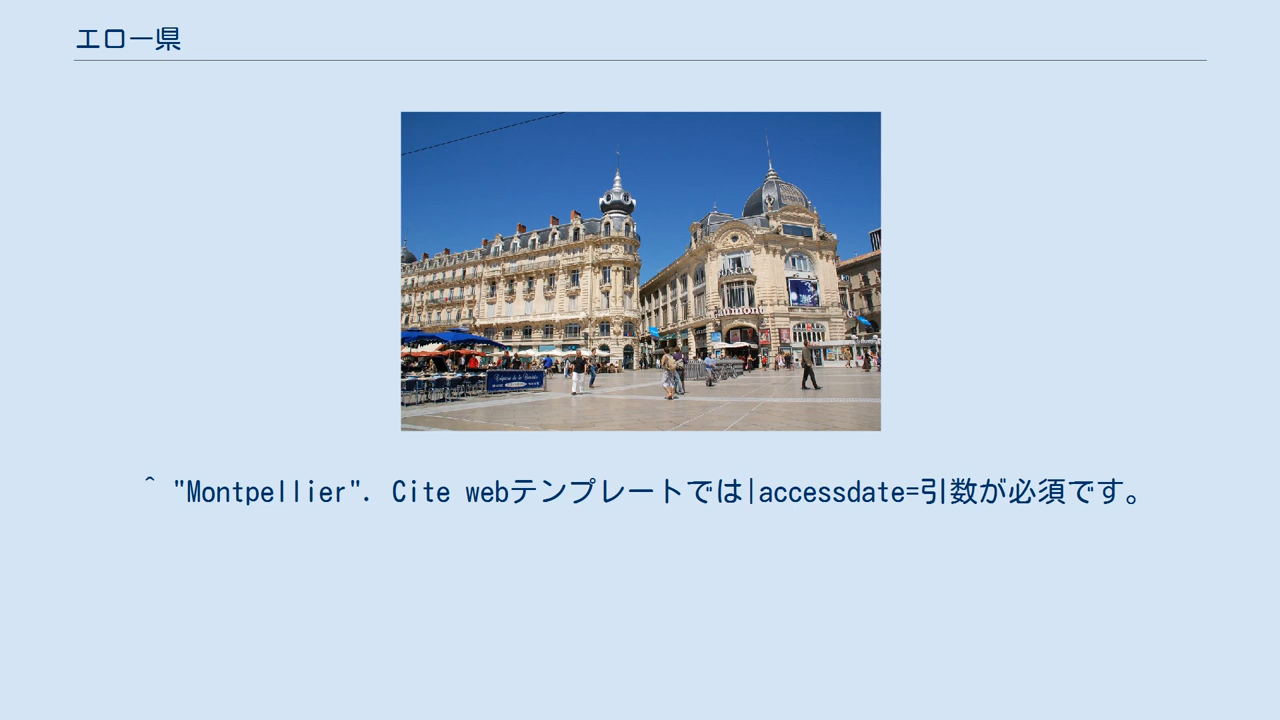 エロー県
aumont
^ "Montpellier". Cite webテンプレートでは|accessdate=引数が必須です。